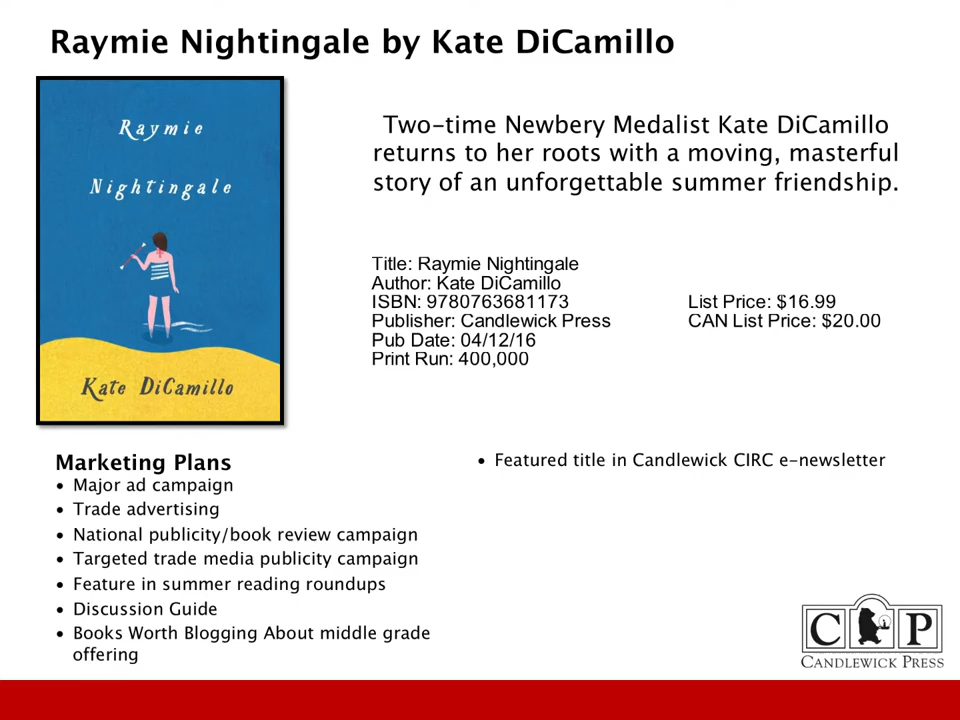 Raymie Nightingale by Kate DiCamillo
Raymie
Nightingale
Kate DiCamillo
Two-time Newbery Medalist Kate DiCamillo
returns to her roots with a moving, masterful
story of an unforgettable summer friendship.
Title: Raymie Nightingale
Author: Kate DiCamillo
ISBN: 9780763681173
Publisher: Candlewick Press
Pub Date: 04/12/16
Print Run: 400,000
List Price: $16.99
CAN List Price: $20.00
Marketing Plans
• Major ad campaign
• Trade advertising
• National publicity/book review campaign
• Targeted trade media publicity campaign
• Feature in summer reading roundups
• Discussion Guide
• Books Worth Blogging About middle grade
offering
• Featured title in Candlewick CIRC e-newsletter
C P
CANDLEWICK PRESS